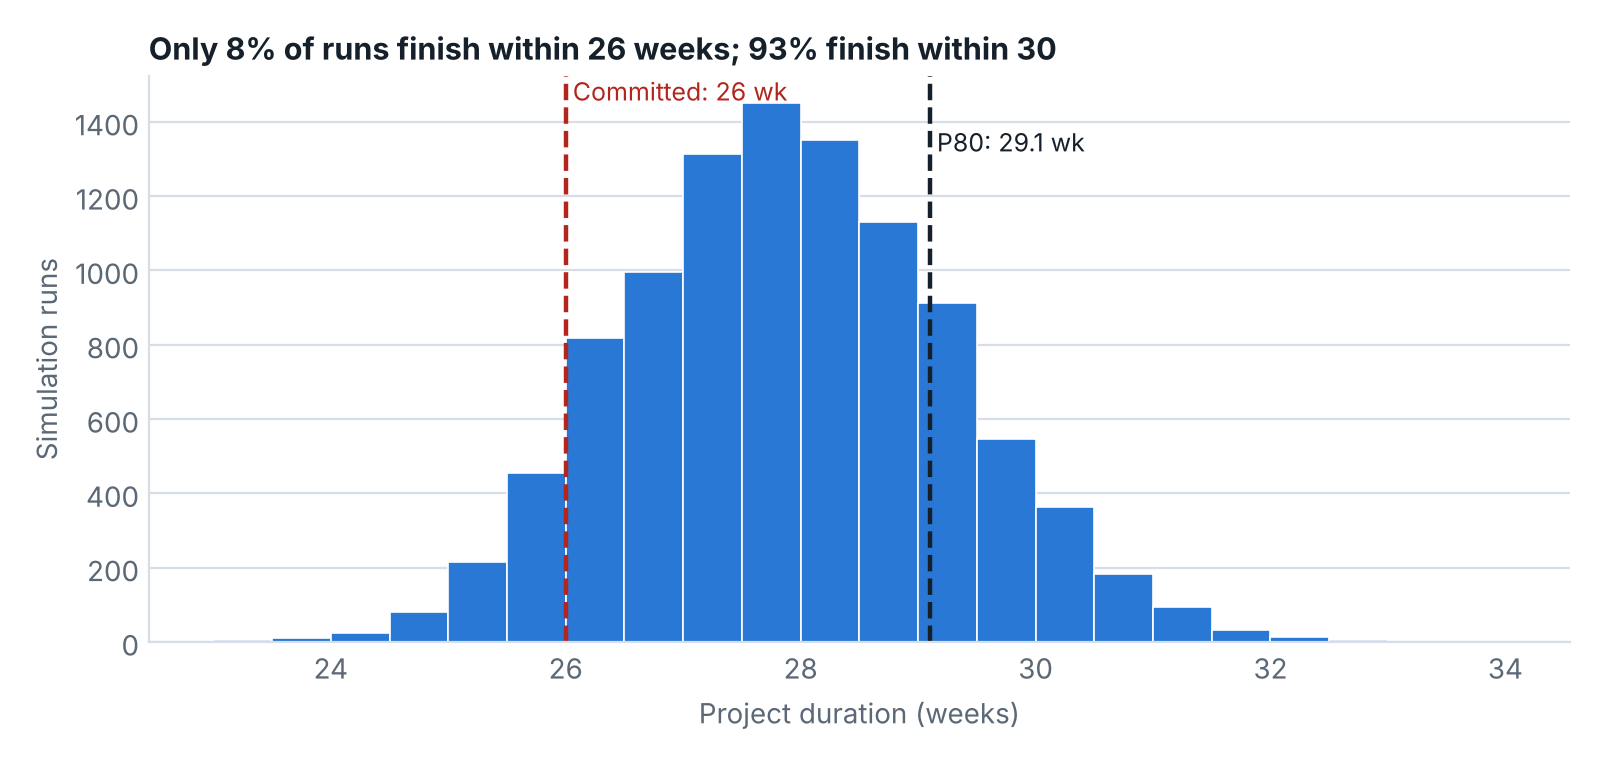 Only 8% of runs finish within 26 weeks; 93% finish within 30
Committed: 26 wk
P80: 29.1 wk
1400
1200
1000
800
600
400
200
0
Simulation runs
24 26 28 30 32 34
Project duration (weeks)